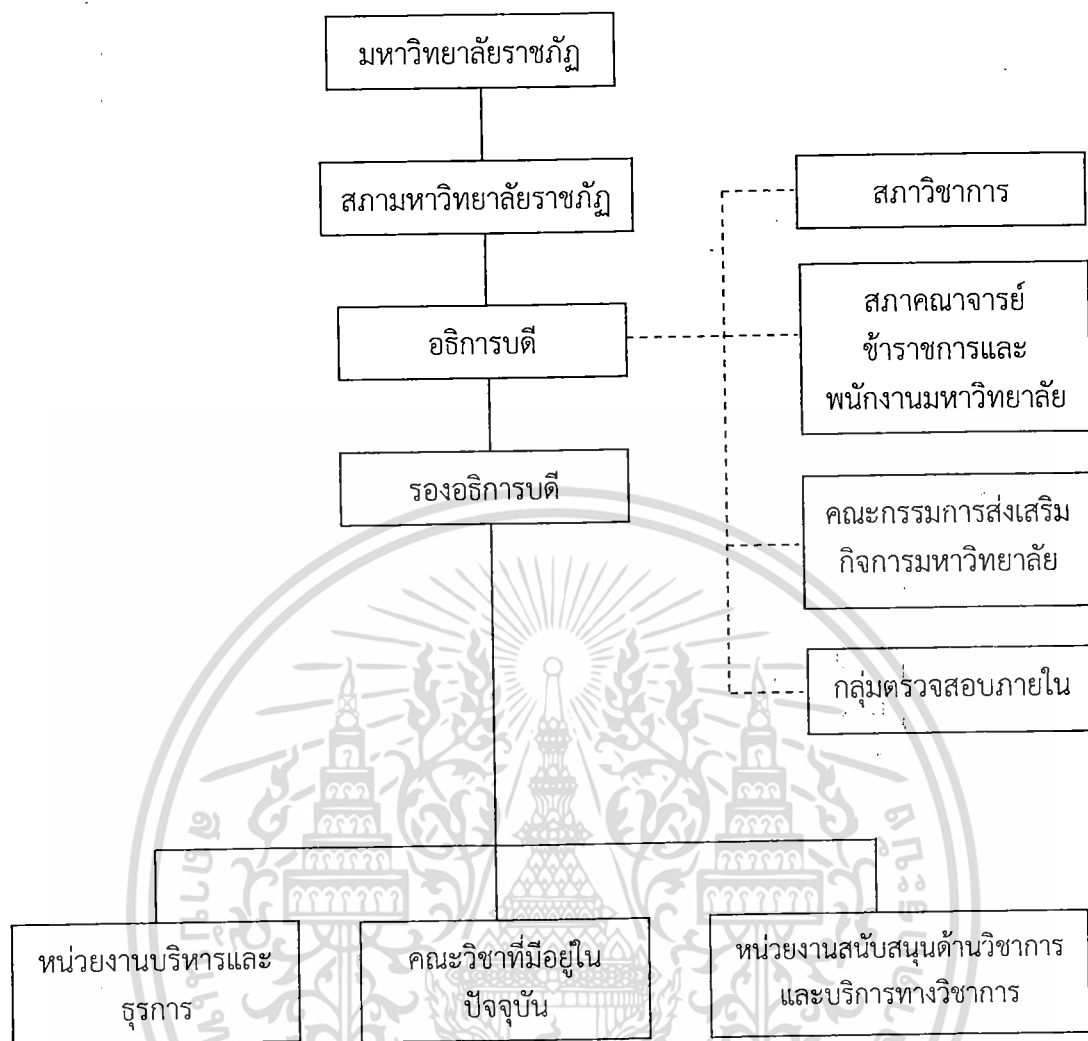 มหาวิทยาลัยราชภัฏ
สภามหาวิทยาลัยราชภัฏ
สภาวิชาการ
อธิการบดี
สภาคณาจารย์
ข้าราชการและ
พนักงานมหาวิทยาลัย
รองอธิการบดี
คณะกรรมการส่งเสริม
กิจการมหาวิทยาลัย
กลุ่มตรวจสอบภายใน
หน่วยงานบริหารและ
ธุรการ
คณะวิชาที่มีอยู่ใน
ปัจจุบัน
หน่วยงานสนับสนุนด้านวิชาการ
และบริการทางวิชาการ